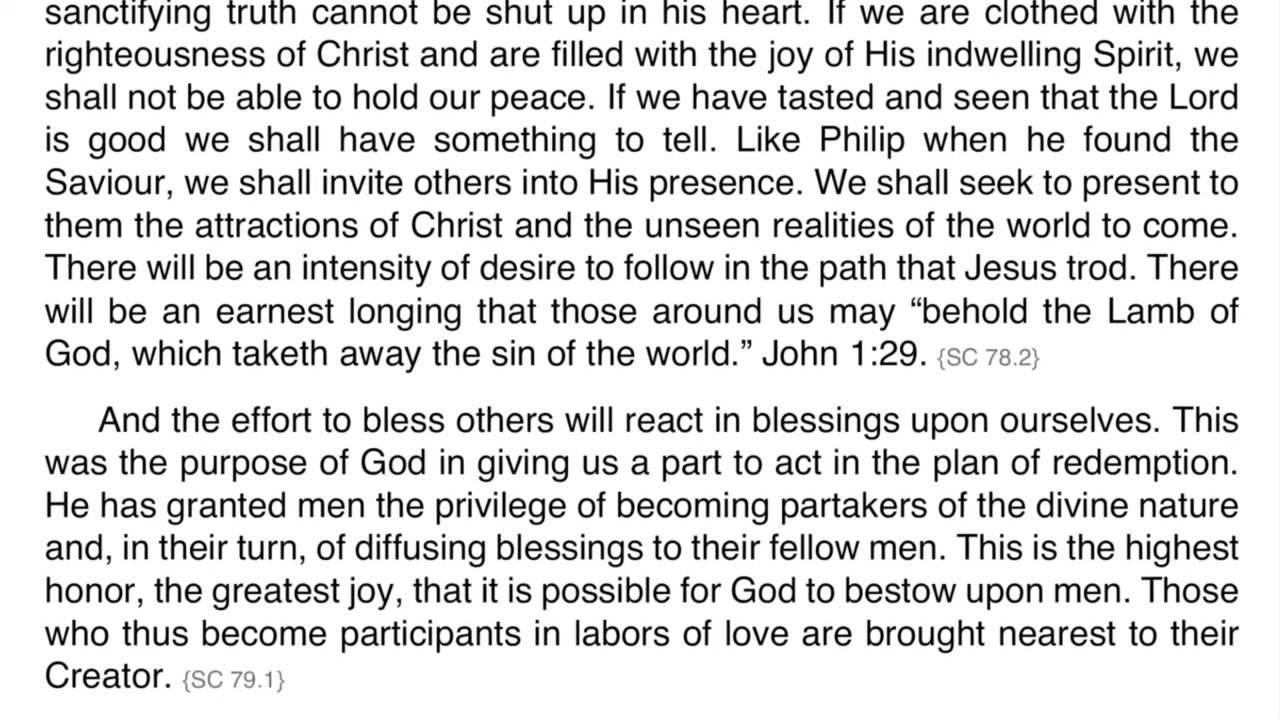 sanctifying truth cannot be shut up in his heart. If we are clothed with the
righteousness of Christ and are filled with the joy of His indwelling Spirit, we
shall not be able to hold our peace. If we have tasted and seen that the Lord
is good we shall have something to tell. Like Philip when he found the
Saviour, we shall invite others into His presence. We shall seek to present to
them the attractions of Christ and the unseen realities of the world to come.
There will be an intensity of desire to follow in the path that Jesus trod. There
will be an earnest longing that those around us may “behold the Lamb of
God, which taketh away the sin of the world.” John 1:29. {SC 78.2}
And the effort to bless others will react in blessings upon ourselves. This
was the purpose of God in giving us a part to act in the plan of redemption.
He has granted men the privilege of becoming partakers of the divine nature
and, in their turn, of diffusing blessings to their fellow men. This is the highest
honor, the greatest joy, that it is possible for God to bestow upon men. Those
who thus become participants in labors of love are brought nearest to their
Creator. {SC 79.1}